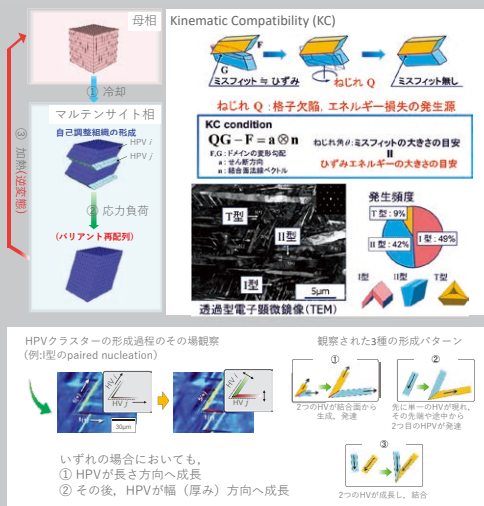 母相
① 冷却
マルテンサイト相
自己調整組織の形成
HPV i
HPV j
② 応力負荷
(バリアント再配列)
③ 加熱(逆変態)
Kinematic Compatibility (KC)
F
G
ミスフィット ≒ ひずみ
ねじれ Q
ミスフィット無し
ねじれ Q : 格子欠陥, エネルギー損失の発生源
KC condition
QG − F = a⊗n
F,G : ドメインの変形勾配
a : せん断方向
n : 結合面法線ベクトル
ねじれ角θ: ミスフィットの大きさの目安
=
ひずみエネルギーの大きさの目安
T型
II型
I型
5μm
透過型電子顕微鏡像(TEM)
発生頻度
T型 : 9%
I型 : 49%
II型 : 42%
I型 II型 T型
HPVクラスターの形成過程のその場観察
(例:I型のpaired nucleation)
HV i
HV j
30μm
HV i
HV j
いずれの場合においても,
① HPVが長さ方向へ成長
② その後,HPVが幅(厚み)方向へ成長
観察された3種の形成パターン
①
2つのHVが結合面から
生成,発達
②
先に単一のHVが現れ,
その先端や途中から
2つ目のHPVが発達
③
2つのHVが成長し,結合